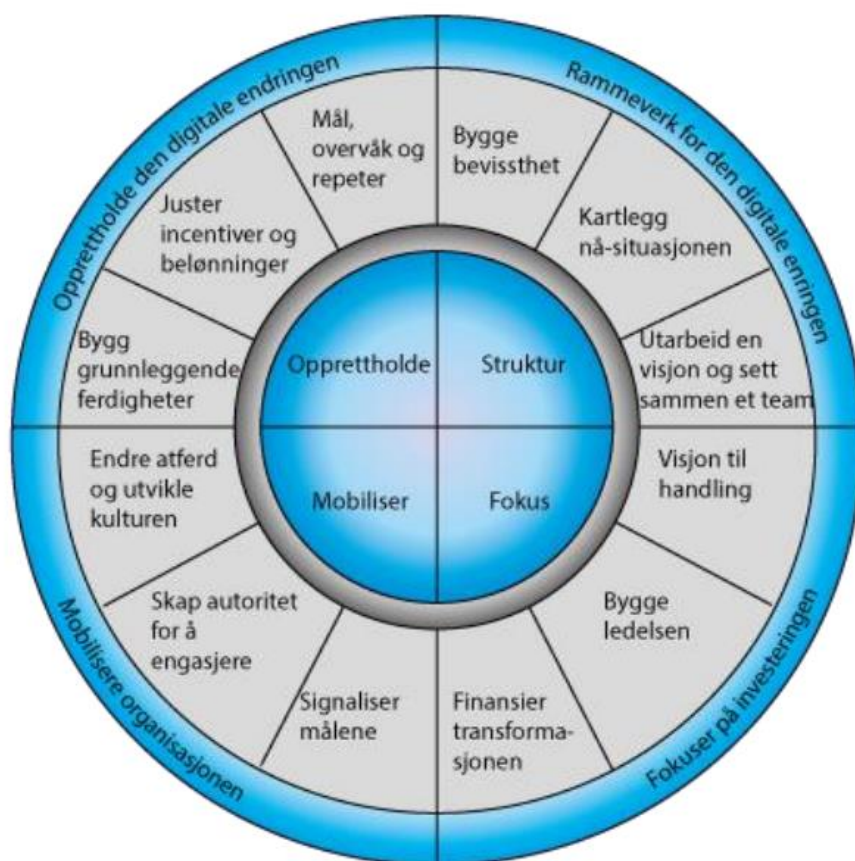 Opprettholde den digitale endringen
Rammeverk for den digitale enringen
Mål,
overvåk og
repeter
Bygge
bevissthet
Juster
incentiver og
belønninger
Kartlegg
nå-situasjonen
Bygg
grunnleggende
ferdigheter
Utarbeid en
visjon og sett
sammen et team
Opprettholde
Struktur
Mobiliser
Fokus
Endre atferd
og utvikle
kulturen
Visjon til
handling
Skap autoritet
for å
engasjere
Bygge
ledelsen
Signaliser
målene
Finansier
transforma-
sjonen
Mobilisere organisasjonen
Fokuser på investeringen